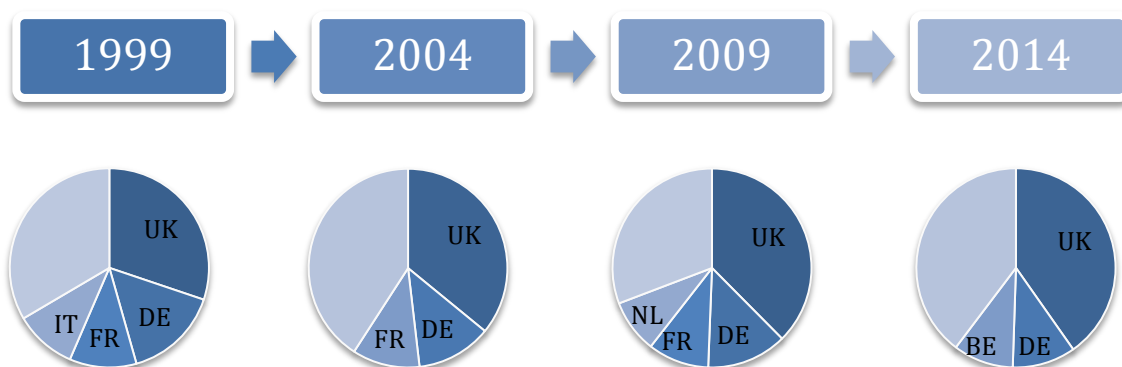 1999 2004 2009 2014
UK UK UK UK
IT FR DE FR DE NL FR DE BE DE